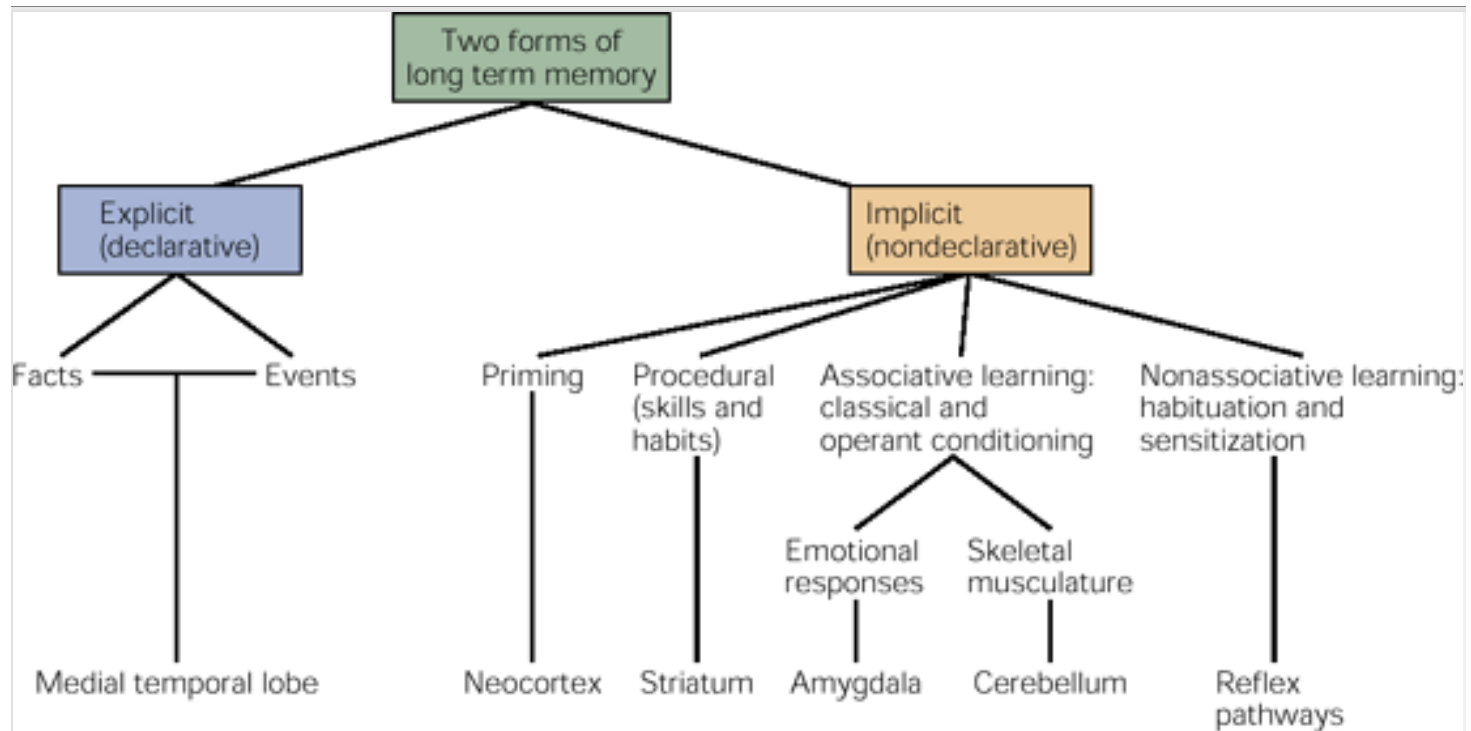 Two forms of
long term memory
Explicit
(declarative)
Implicit
(nondeclarative)
Facts
Events
Priming
Procedural
(skills and
habits)
Associative learning:
classical and
operant conditioning
Nonassociative learning:
habituation and
sensitization
Emotional
responses
Skeletal
musculature
Medial temporal lobe
Neocortex
Striatum
Amygdala
Cerebellum
Reflex
pathways